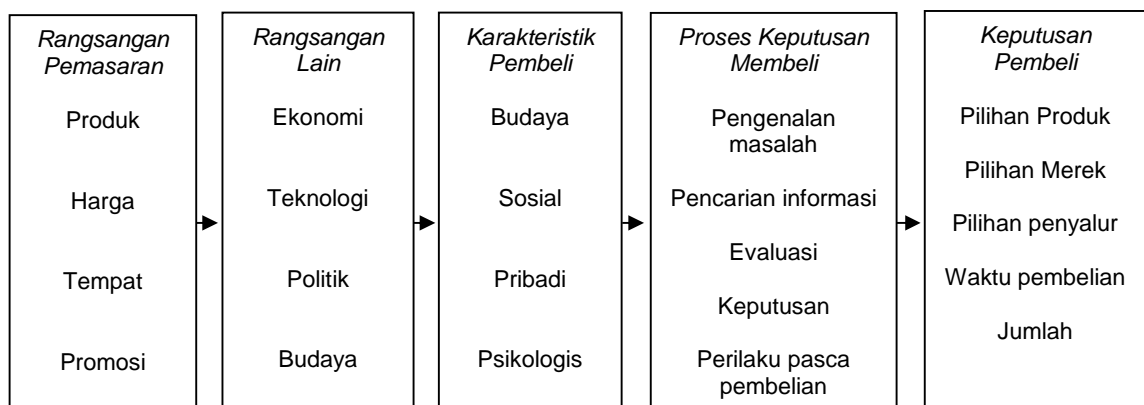 Rangsangan
Pemasaran
Produk
Harga
Tempat
Promosi
Rangsangan
Lain
Ekonomi
Teknologi
Politik
Budaya
Karakteristik
Pembeli
Budaya
Sosial
Pribadi
Psikologis
Proses Keputusan
Membeli
Pengenalan
masalah
Pencarian informasi
Evaluasi
Keputusan
Perilaku pasca
pembelian
Keputusan
Pembeli
Pilihan Produk
Pilihan Merek
Pilihan penyalur
Waktu pembelian
Jumlah